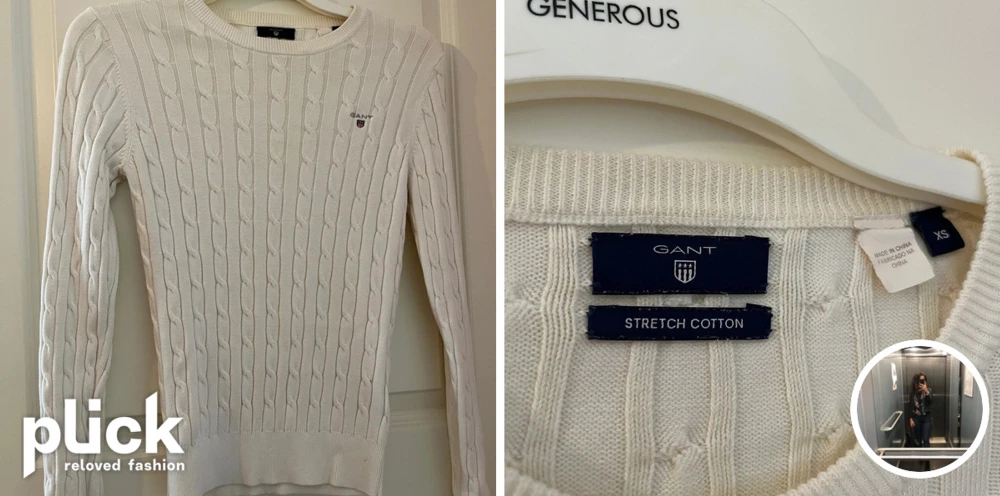 GANT
plick
reloved fashion
GENEROUS
GANT
STRETCH COTTON
XS
MADE IN CHINA
FABRICADO NA
CHINA